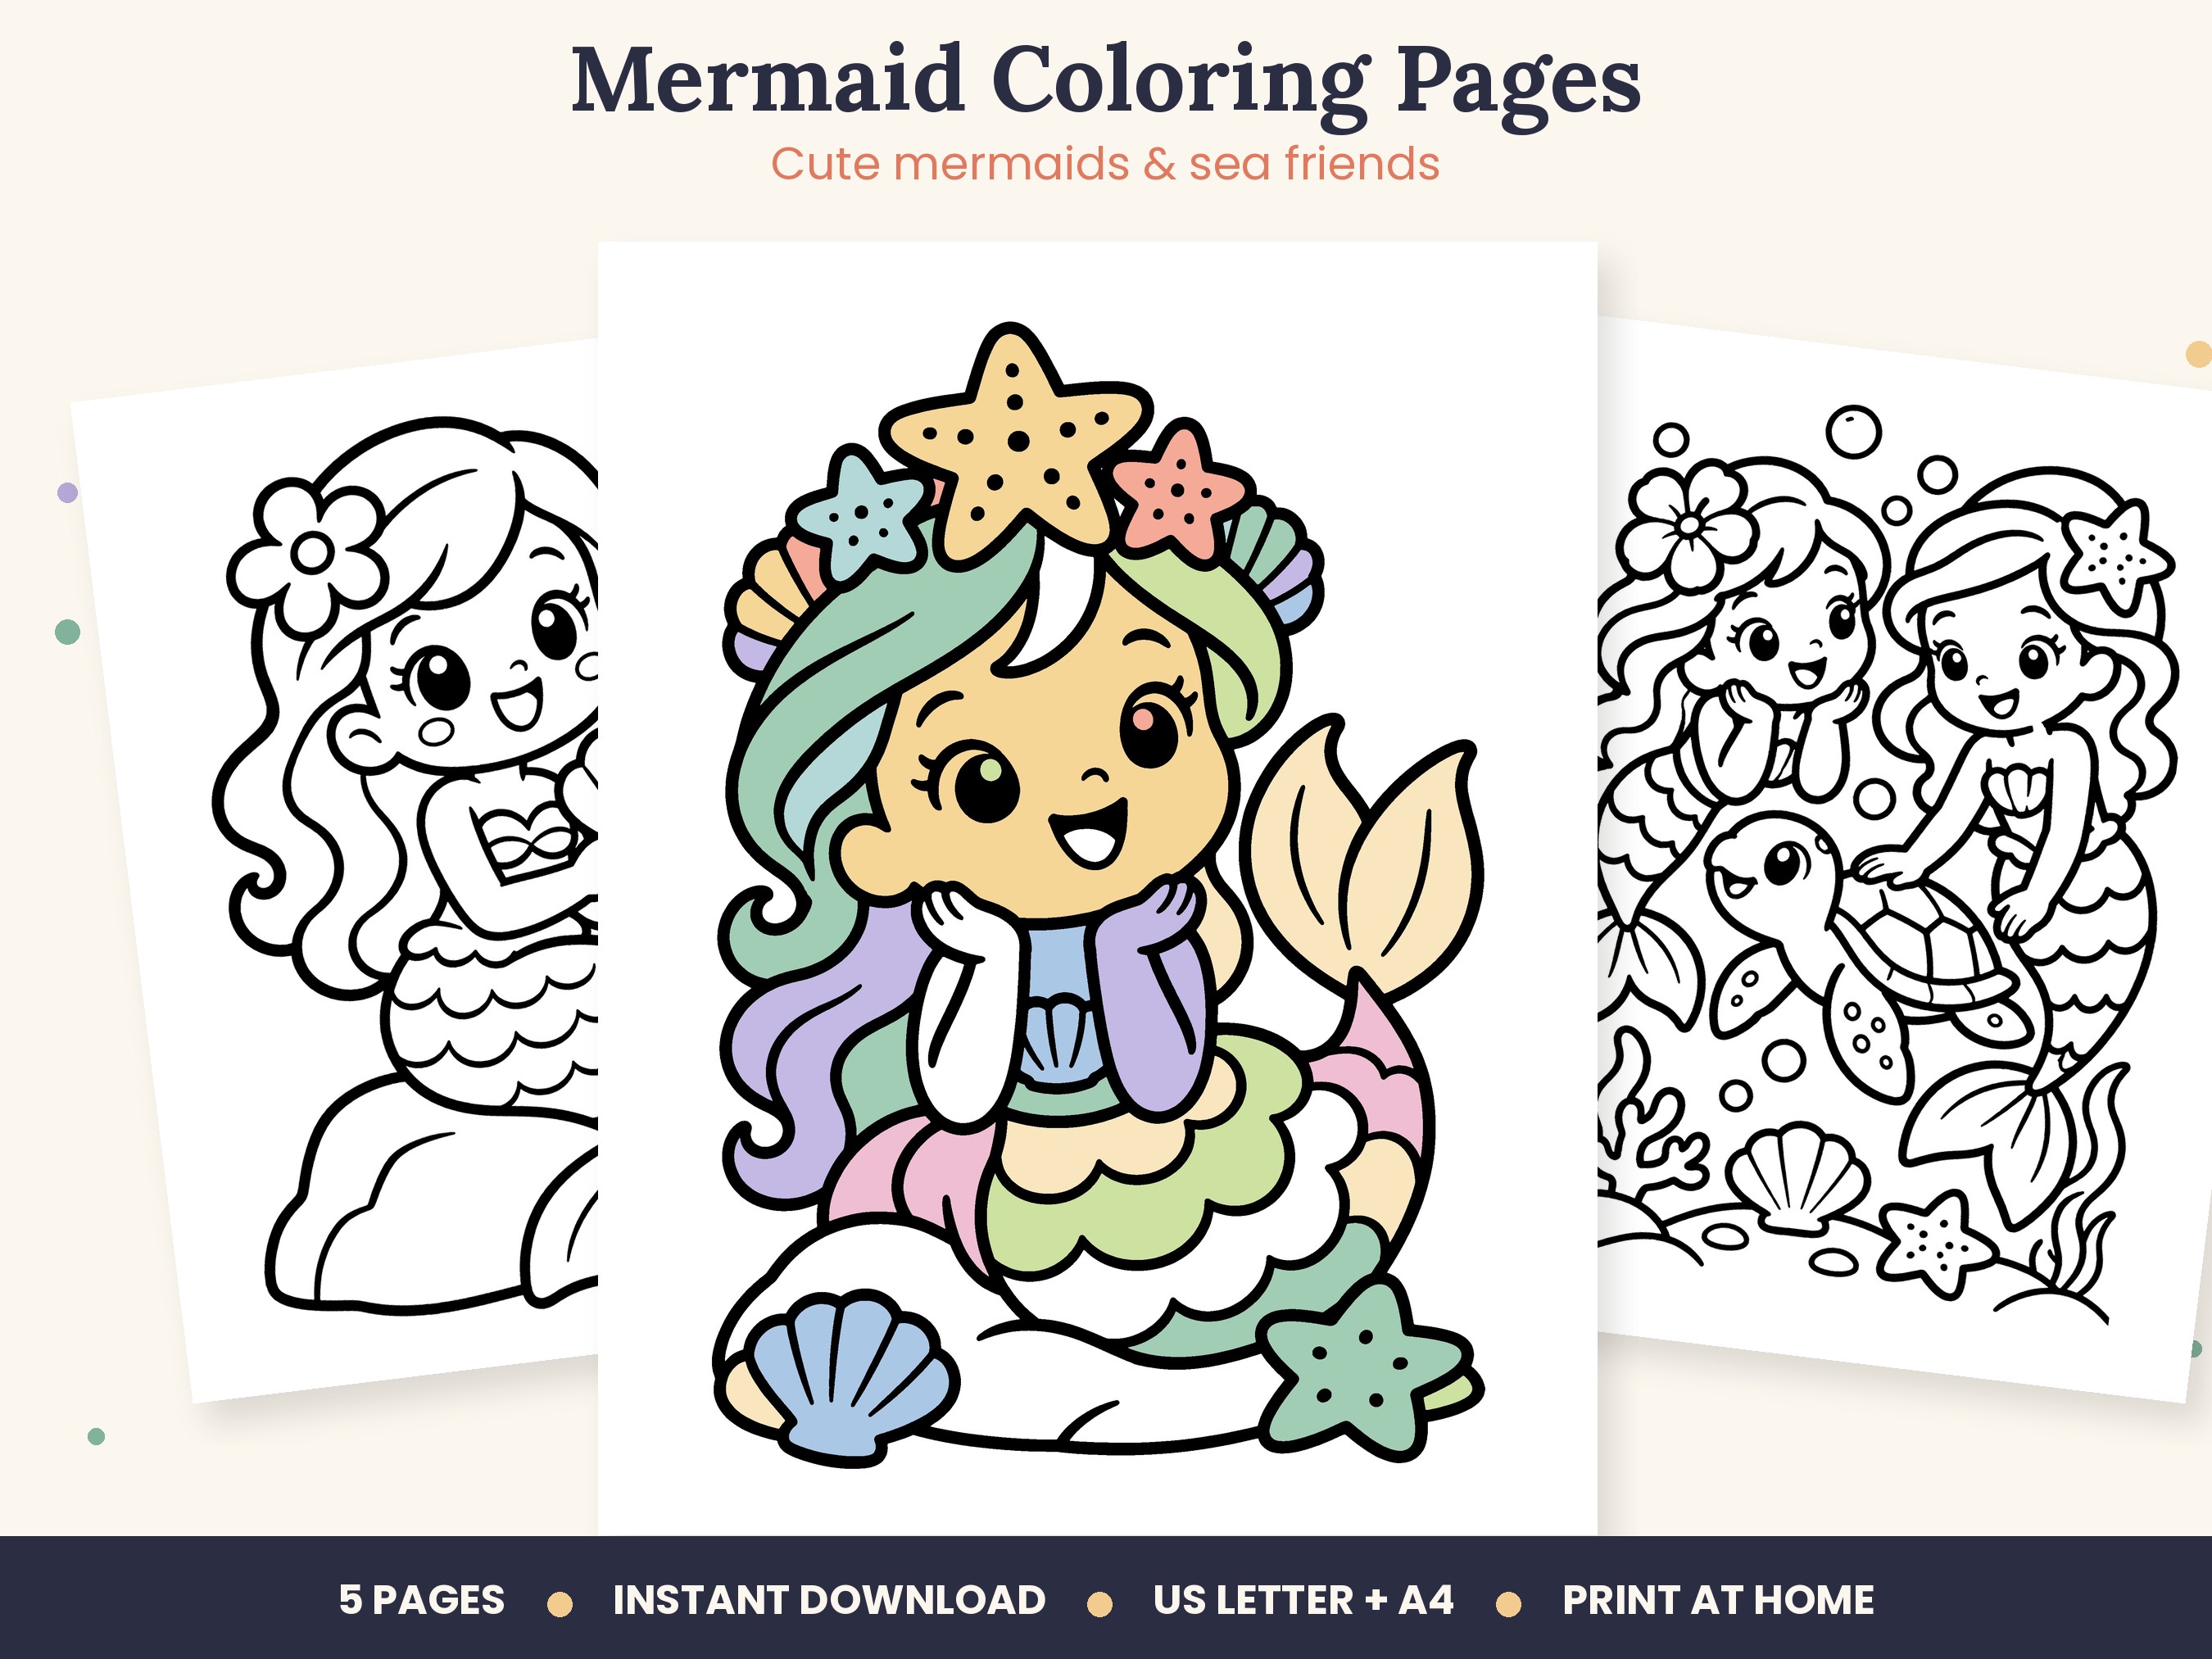 Mermaid Coloring Pages
Cute mermaids & sea friends
5 PAGES ● INSTANT DOWNLOAD ● US LETTER + A4 ● PRINT AT HOME